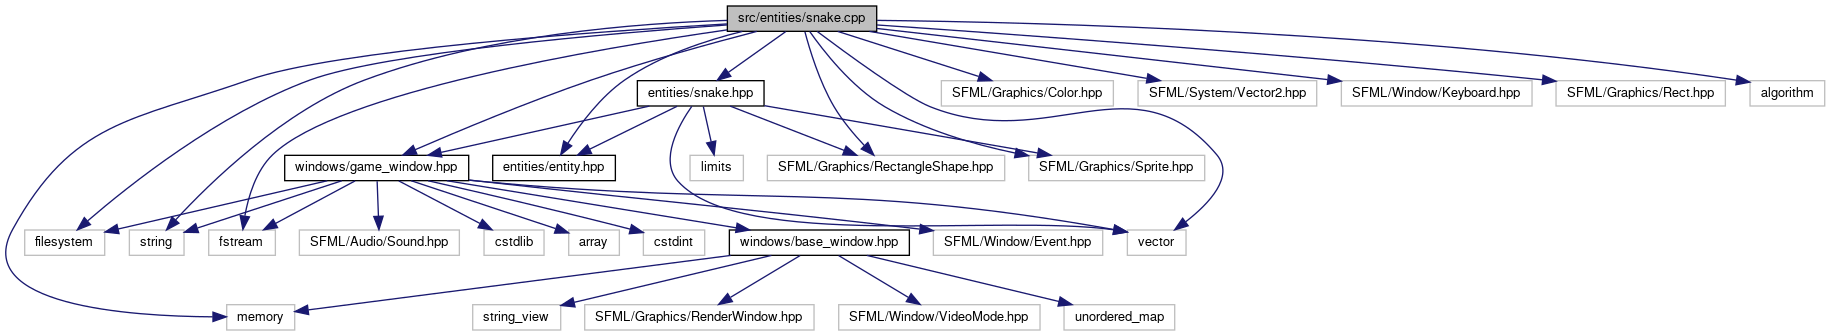 src/entities/snake.cpp
entities/snake.hpp
SFML/Graphics/Color.hpp
SFML/System/Vector2.hpp
SFML/Window/Keyboard.hpp
SFML/Graphics/Rect.hpp
algorithm
windows/game_window.hpp
entities/entity.hpp
limits
SFML/Graphics/RectangleShape.hpp
SFML/Graphics/Sprite.hpp
filesystem
string
fstream
SFML/Audio/Sound.hpp
cstdlib
array
cstdint
windows/base_window.hpp
SFML/Window/Event.hpp
vector
memory
string_view
SFML/Graphics/RenderWindow.hpp
SFML/Window/VideoMode.hpp
unordered_map